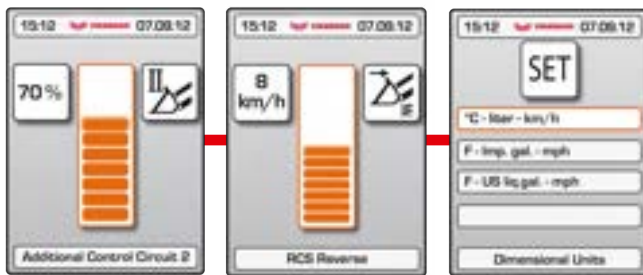 15:12 07.09.12
70%
II
Additional Control Circuit 2
15:12 07.09.12
8
km/h
RCS Reverse
15:12 07.09.12
SET
°C - liter - km/h
F - Imp. gal. - mph
F - US liq.gal. - mph
Dimensional Units